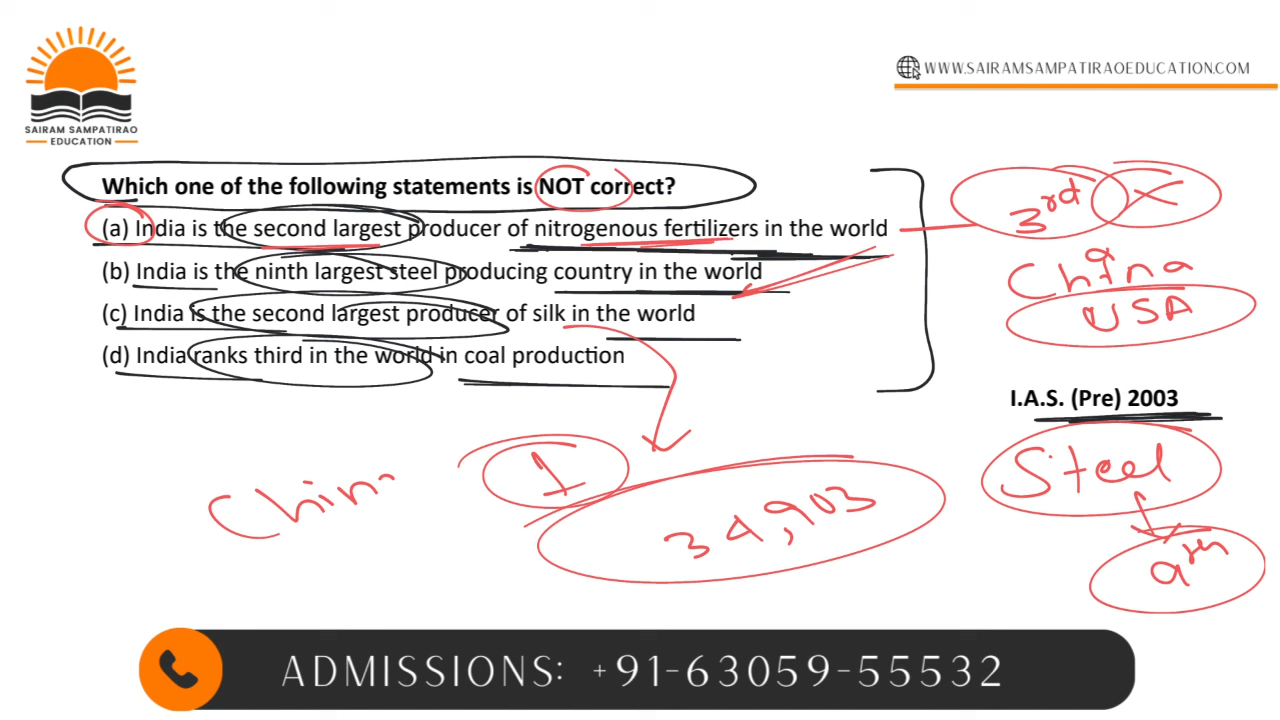 SAIRAM SAMPATIRAO
EDUCATION
WWW.SAIRAMSAMPATIRAOEDUCATION.COM
Which one of the following statements is NOT correct?
(a) India is the second largest producer of nitrogenous fertilizers in the world
(b) India is the ninth largest steel producing country in the world
(c) India is the second largest producer of silk in the world
(d) India ranks third in the world in coal production
3rd X
China
USA
I.A.S. (Pre) 2003
Steel
9th
China
1
34,903
ADMISSIONS: +91-63059-55532